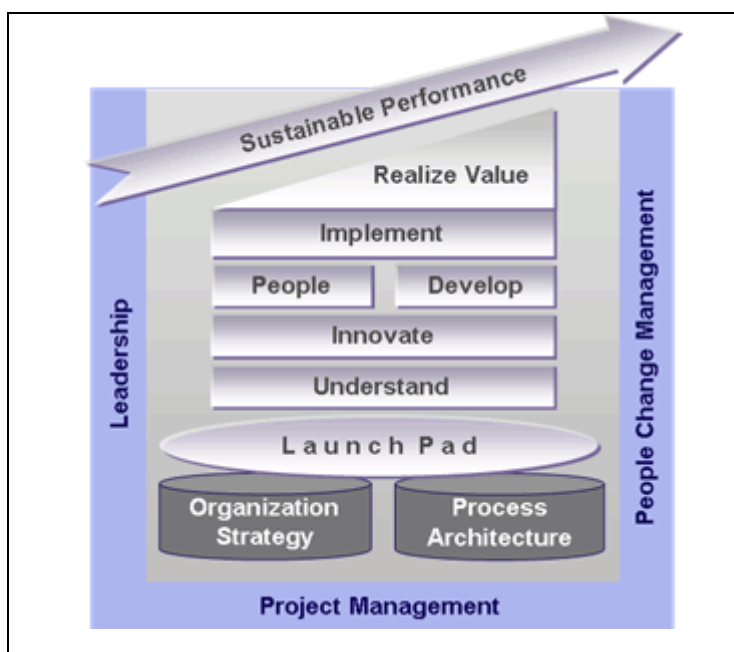 Sustainable Performance
Realize Value
Implement
People
Develop
Innovate
Understand
Launch Pad
Organization
Strategy
Process
Architecture
Leadership
People Change Management
Project Management